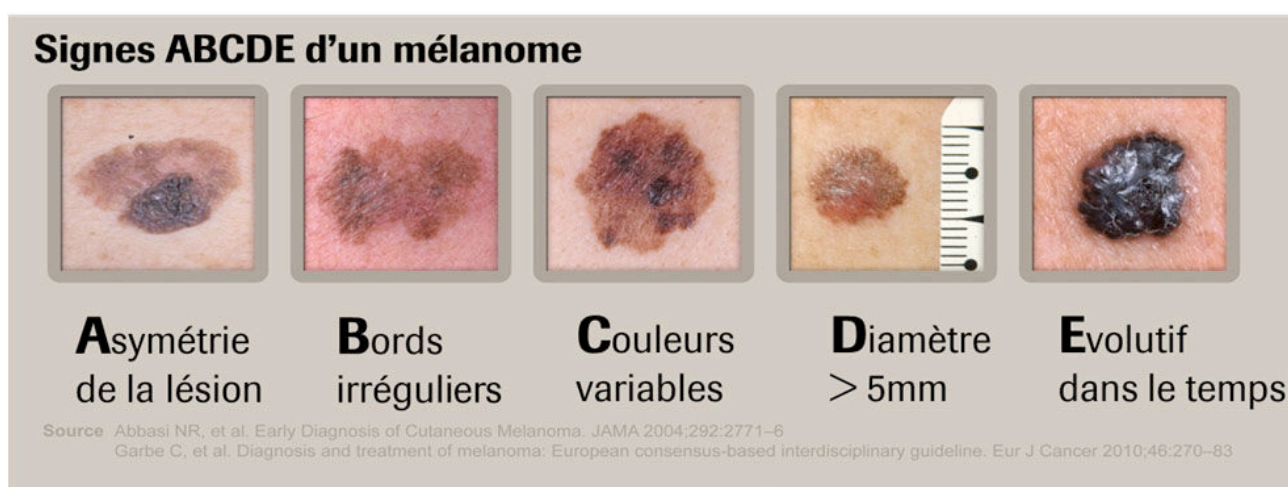 Signes ABCDE d'un mélanome
Asymétrie
de la lésion
Bords
irréguliers
Couleurs
variables
Diamètre
> 5mm
Evolutif
dans le temps
Source Abbasi NR, et al. Early Diagnosis of Cutaneous Melanoma. JAMA 2004;292:2771–6
Garbe C, et al. Diagnosis and treatment of melanoma: European consensus-based interdisciplinary guideline. Eur J Cancer 2010;46:270–83